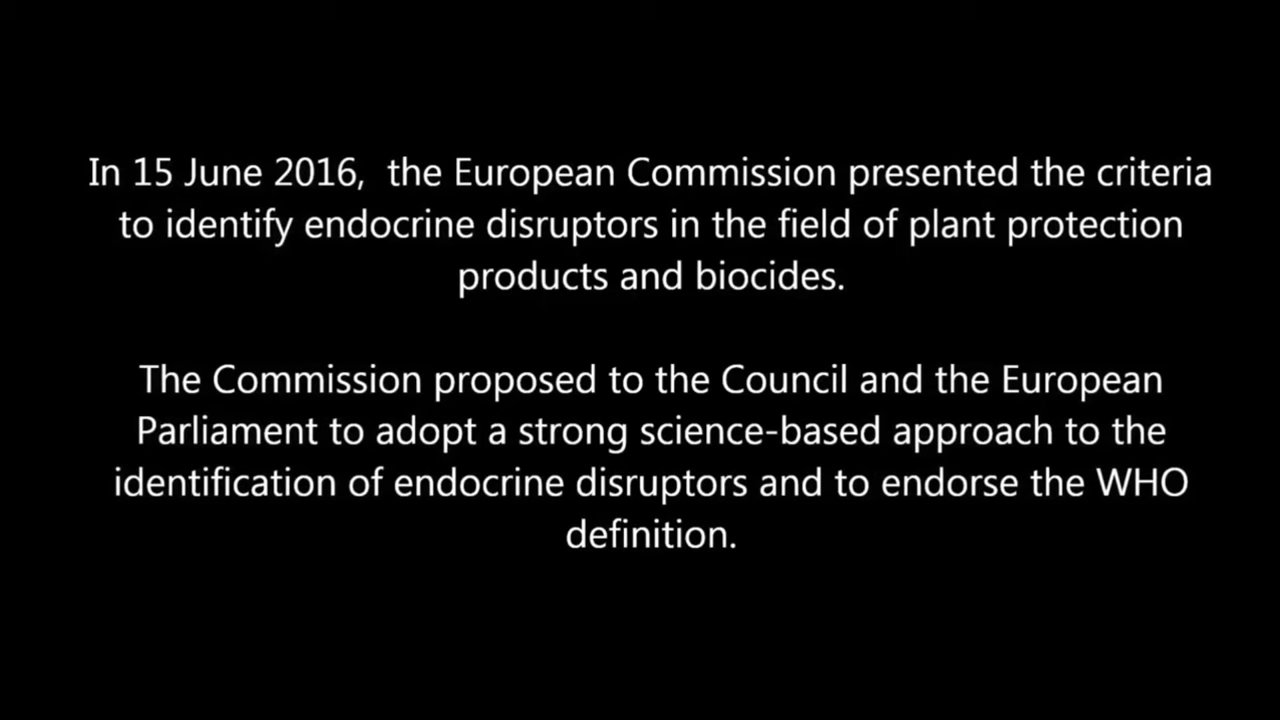 In 15 June 2016,  the European Commission presented the criteria
to identify endocrine disruptors in the field of plant protection
products and biocides.
The Commission proposed to the Council and the European
Parliament to adopt a strong science-based approach to the
identification of endocrine disruptors and to endorse the WHO
definition.